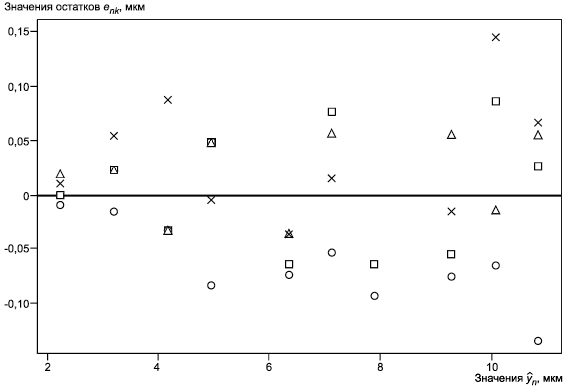 Значения остатков e_nk, мкм
0,15
0,10
0,05
0
-0,05
-0,10
2 4 6 8 10
Значения ŷ_n, мкм